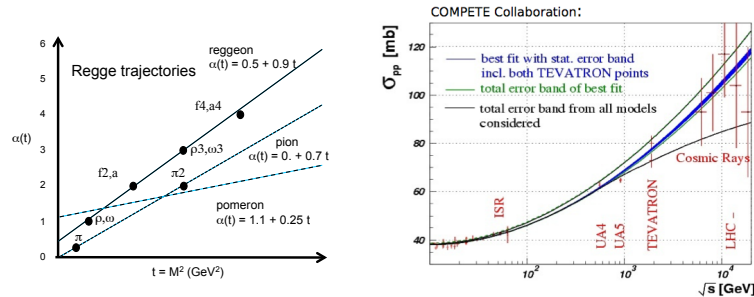 Regge trajectories
6
5
4
3
2
1
0
α(t)
reggeon
α(t) = 0.5 + 0.9 t
f4,a4
pion
α(t) = 0. + 0.7 t
ρ3,ω3
f2,a
π2
pomeron
α(t) = 1.1 + 0.25 t
ρ,ω
π
t = M² (GeV²)
COMPETE Collaboration:
σpp [mb]
120
100
80
60
40
best fit with stat. error band
incl. both TEVATRON points
total error band of best fit
total error band from all models
considered
Cosmic Rays
ISR
UA4
UA5
TEVATRON
LHC
10²
10³
10⁴
√s [GeV]